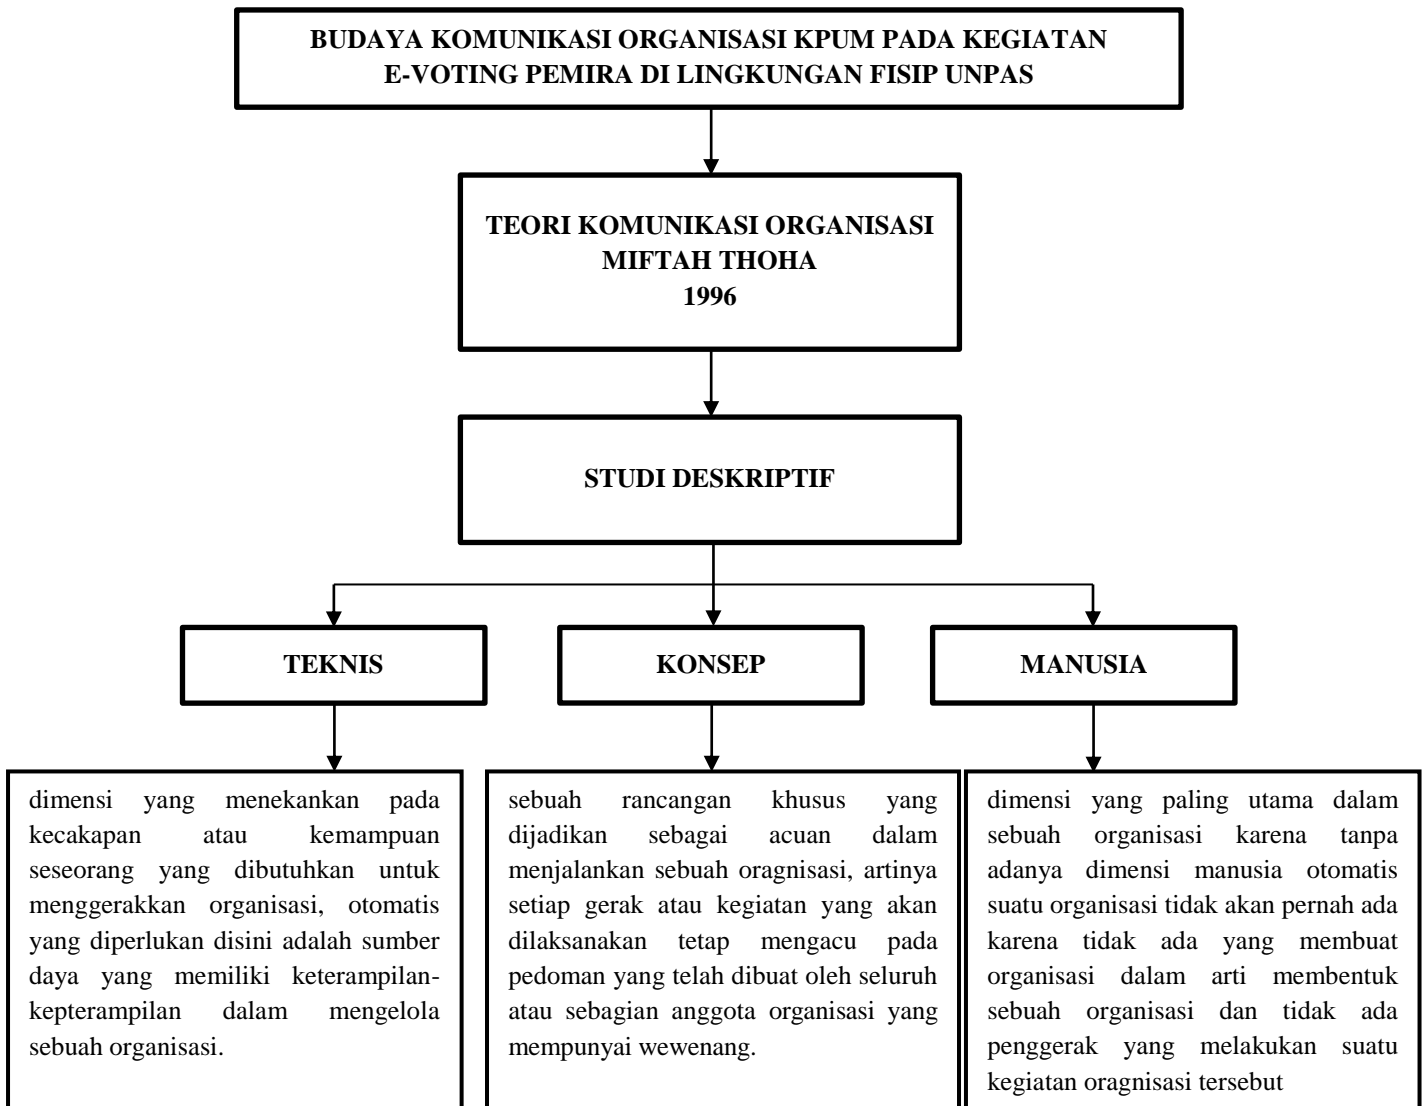 BUDAYA KOMUNIKASI ORGANISASI KPUM PADA KEGIATAN
E-VOTING PEMIRA DI LINGKUNGAN FISIP UNPAS
TEORI KOMUNIKASI ORGANISASI
MIFTAH THOHA
1996
STUDI DESKRIPTIF
TEKNIS
KONSEP
MANUSIA
dimensi yang menekankan pada
kecakapan atau kemampuan
seseorang yang dibutuhkan untuk
menggerakkan organisasi, otomatis
yang diperlukan disini adalah sumber
daya yang memiliki keterampilan-
kepterampilan dalam mengelola
sebuah organisasi.
sebuah rancangan khusus yang
dijadikan sebagai acuan dalam
menjalankan sebuah oragnisasi, artinya
setiap gerak atau kegiatan yang akan
dilaksanakan tetap mengacu pada
pedoman yang telah dibuat oleh seluruh
atau sebagian anggota organisasi yang
mempunyai wewenang.
dimensi yang paling utama dalam
sebuah organisasi karena tanpa
adanya dimensi manusia otomatis
suatu organisasi tidak akan pernah ada
karena tidak ada yang membuat
organisasi dalam arti membentuk
sebuah organisasi dan tidak ada
penggerak yang melakukan suatu
kegiatan oragnisasi tersebut